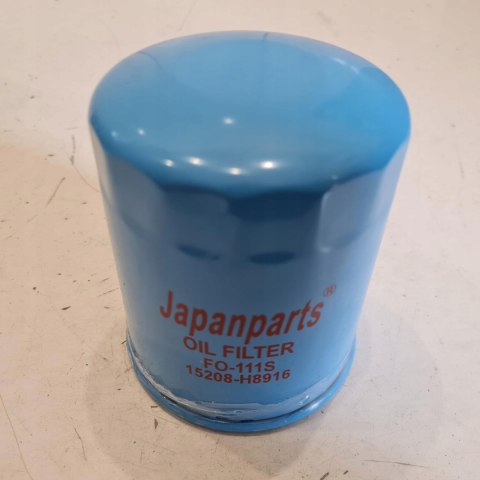 Japanparts®
OIL FILTER
FO-111S
15208-H8916